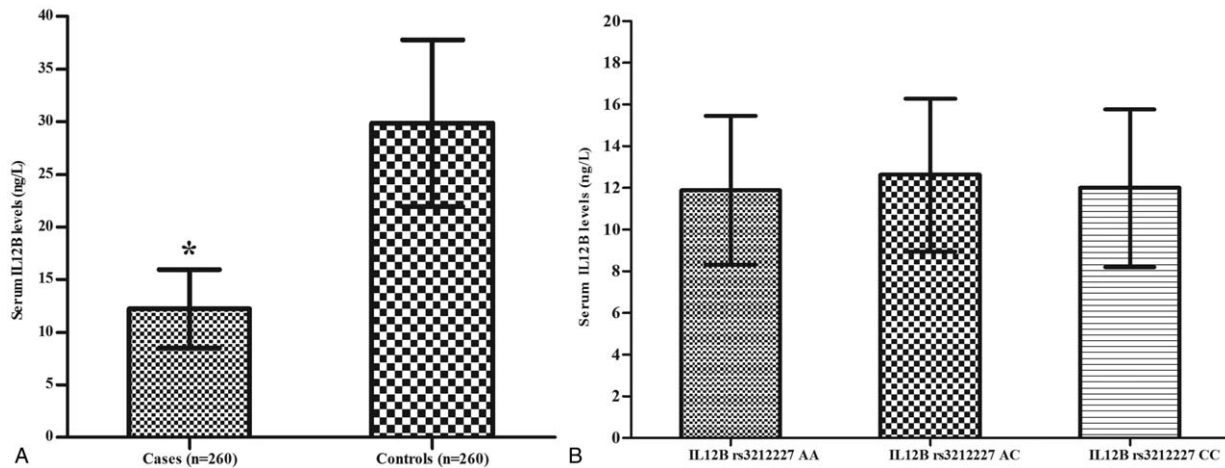 Serum IL12B levels (ng/L)
40
35
30
25
20
15
10
5
0
*
Cases (n=260)
Controls (n=260)
A
Serum IL12B levels (ng/L)
20
18
16
14
12
10
8
6
4
2
0
IL12B rs3212227 AA
IL12B rs3212227 AC
IL12B rs3212227 CC
B